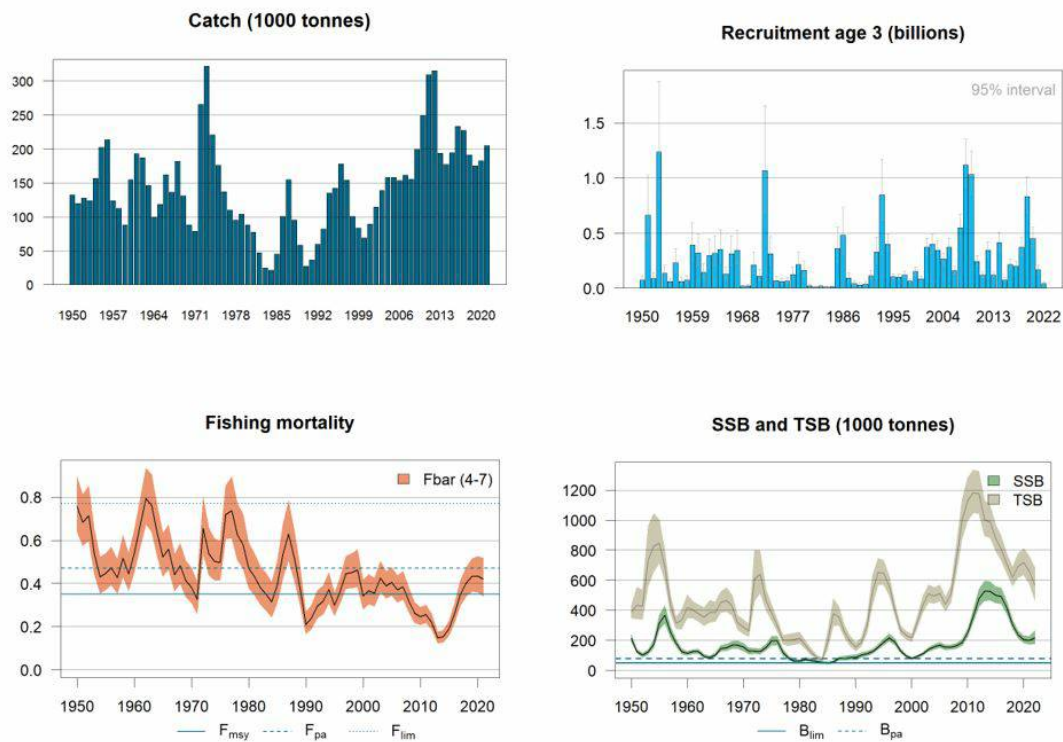 Catch (1000 tonnes)
300
250
200
150
100
50
0
1950 1957 1964 1971 1978 1985 1992 1999 2006 2013 2020
Recruitment age 3 (billions)
95% interval
1.5
1.0
0.5
0.0
1950 1959 1968 1977 1986 1995 2004 2013 2022
Fishing mortality
Fbar (4-7)
0.8
0.6
0.4
0.2
0.0
1950 1960 1970 1980 1990 2000 2010 2020
Fmsy Fpa Flim
SSB and TSB (1000 tonnes)
SSB
TSB
1200
1000
800
600
400
200
0
1950 1960 1970 1980 1990 2000 2010 2020
Blim Bpa